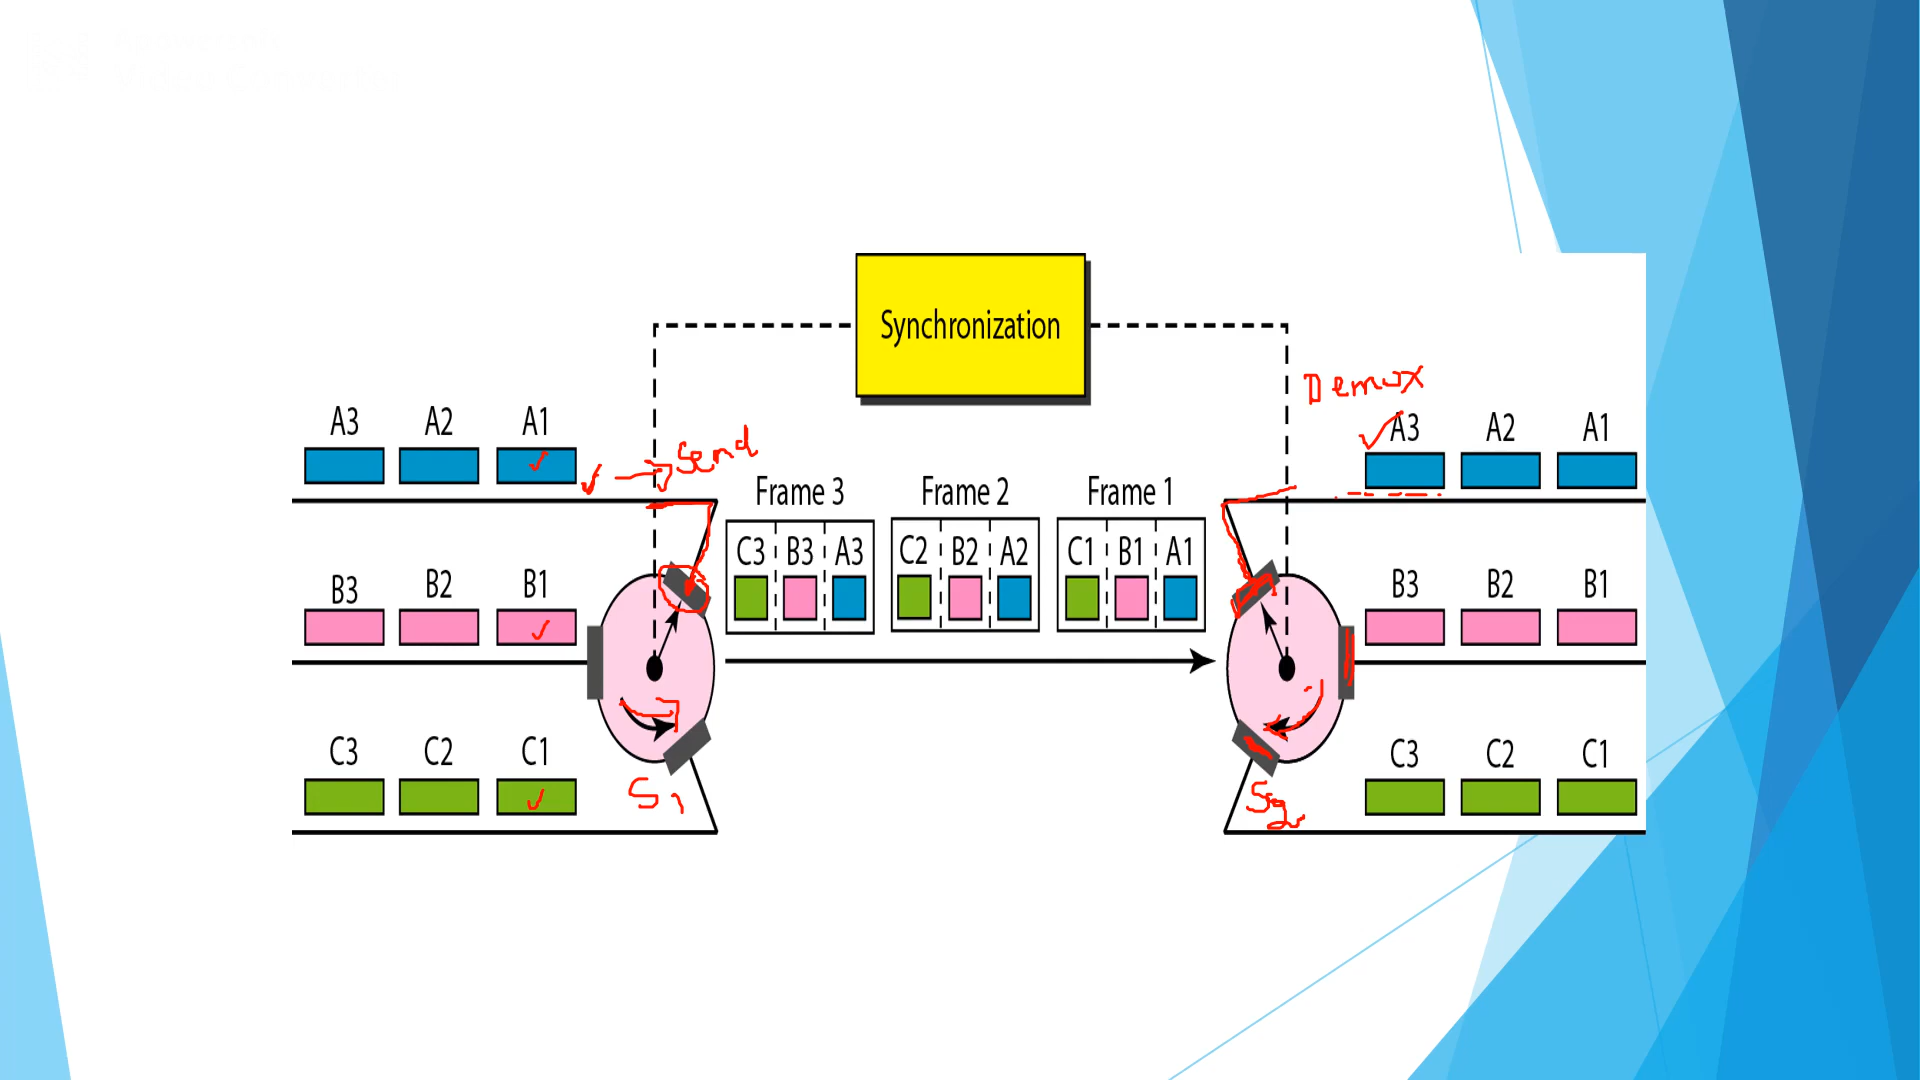 Synchronization
Demux
A3 A2 A1
Send
A3 A2 A1
Frame 3 Frame 2 Frame 1
C3 B3 A3 C2 B2 A2 C1 B1 A1
B3 B2 B1
B3 B2 B1
C3 C2 C1
C3 C2 C1
S1